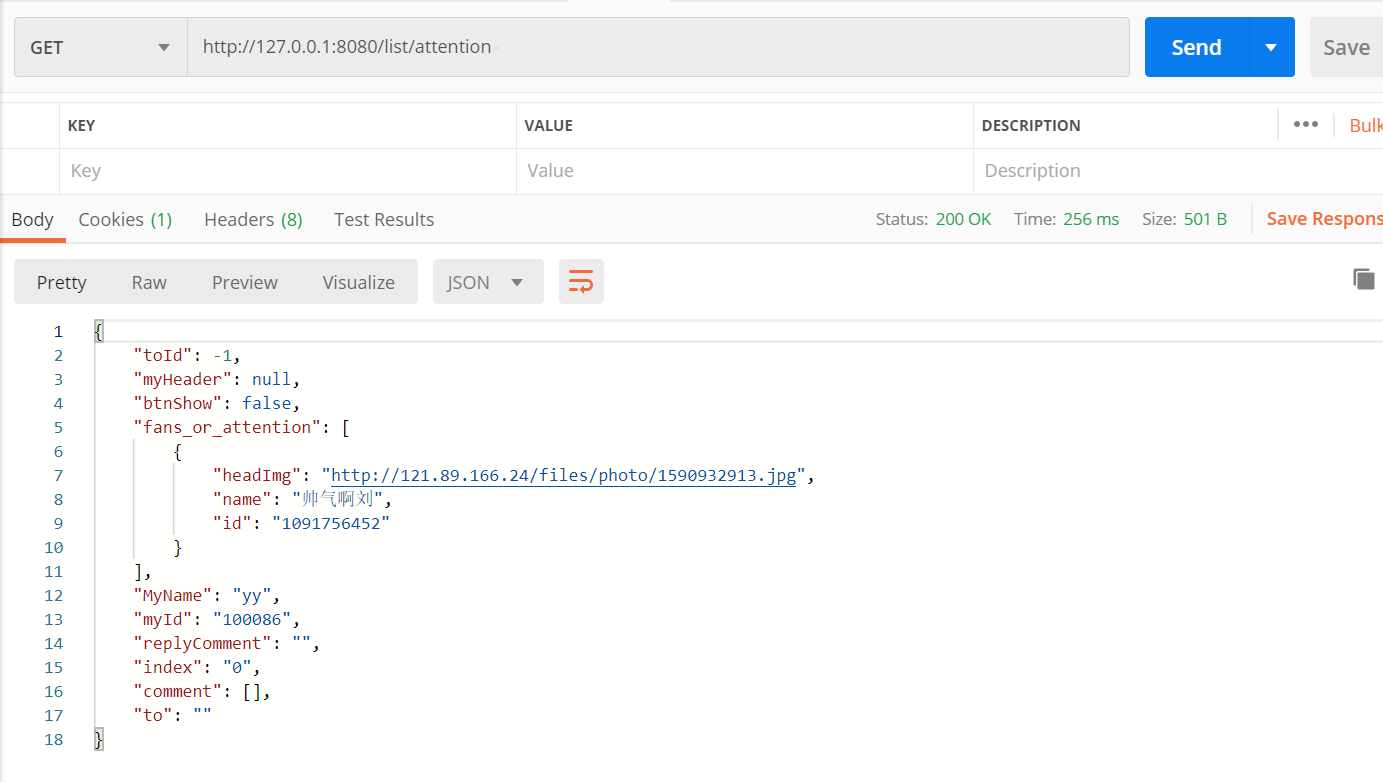 GET http://127.0.0.1:8080/list/attention Send Save
KEY VALUE DESCRIPTION ••• Bulk
Key Value Description
Body Cookies (1) Headers (8) Test Results Status: 200 OK Time: 256 ms Size: 501 B Save Respons
Pretty Raw Preview Visualize JSON
1 {
2 "toId": -1,
3 "myHeader": null,
4 "btnShow": false,
5 "fans_or_attention": [
6 {
7 "headImg": "http://121.89.166.24/files/photo/1590932913.jpg",
8 "name": "帅气啊刘",
9 "id": "1091756452"
10 }
11 ],
12 "MyName": "yy",
13 "myId": "100086",
14 "replyComment": "",
15 "index": "0",
16 "comment": [],
17 "to": ""
18 }